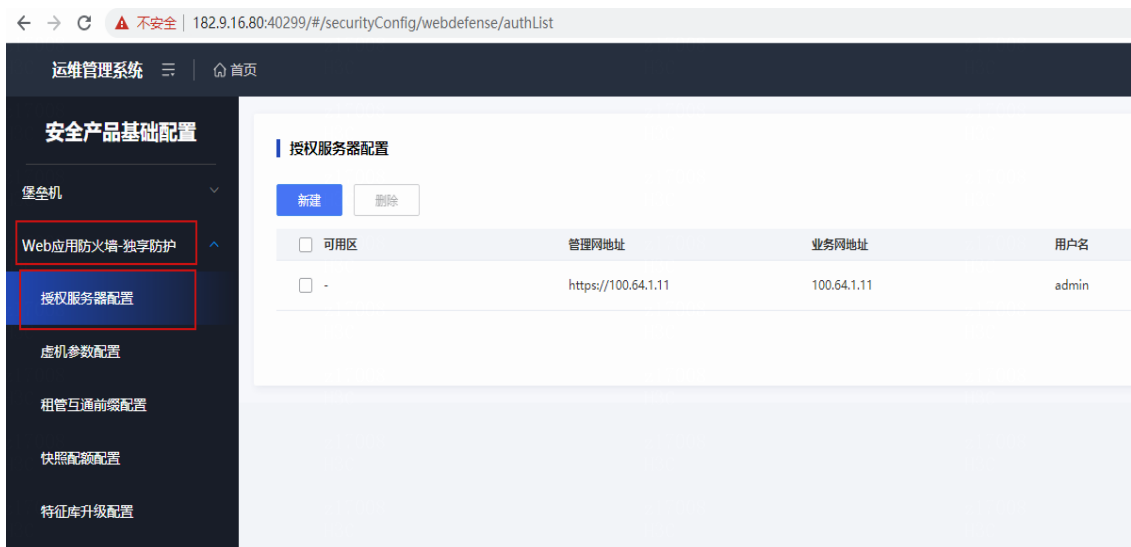 不安全 182.9.16.80:40299/#/securityConfig/webdefense/authList
运维管理系统 首页
安全产品基础配置
堡垒机
Web应用防火墙-独享防护
授权服务器配置
虚机参数配置
租管互通前缀配置
快照配额配置
特征库升级配置
授权服务器配置
新建 删除
可用区 管理网地址 业务网地址 用户名
- https://100.64.1.11 100.64.1.11 admin